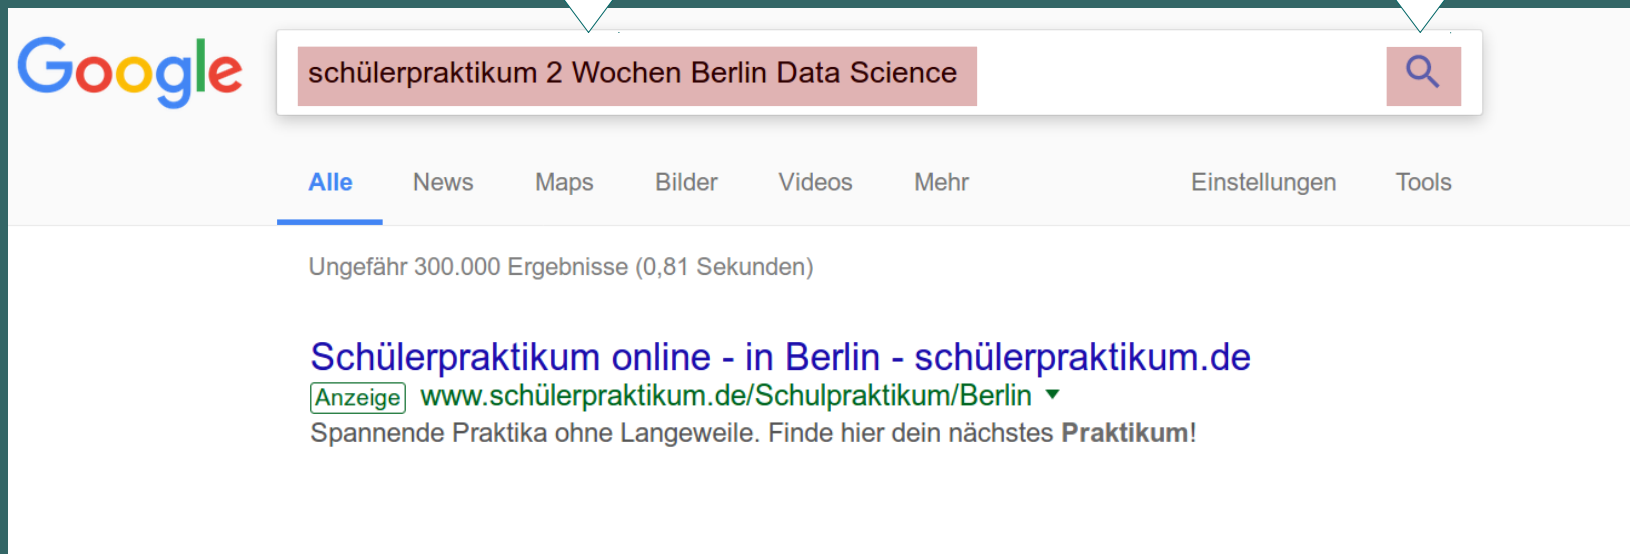 Google
schülerpraktikum 2 Wochen Berlin Data Science
Alle News Maps Bilder Videos Mehr Einstellungen Tools
Ungefähr 300.000 Ergebnisse (0,81 Sekunden)
Schülerpraktikum online - in Berlin - schülerpraktikum.de
Anzeige www.schülerpraktikum.de/Schulpraktikum/Berlin
Spannende Praktika ohne Langeweile. Finde hier dein nächstes Praktikum!